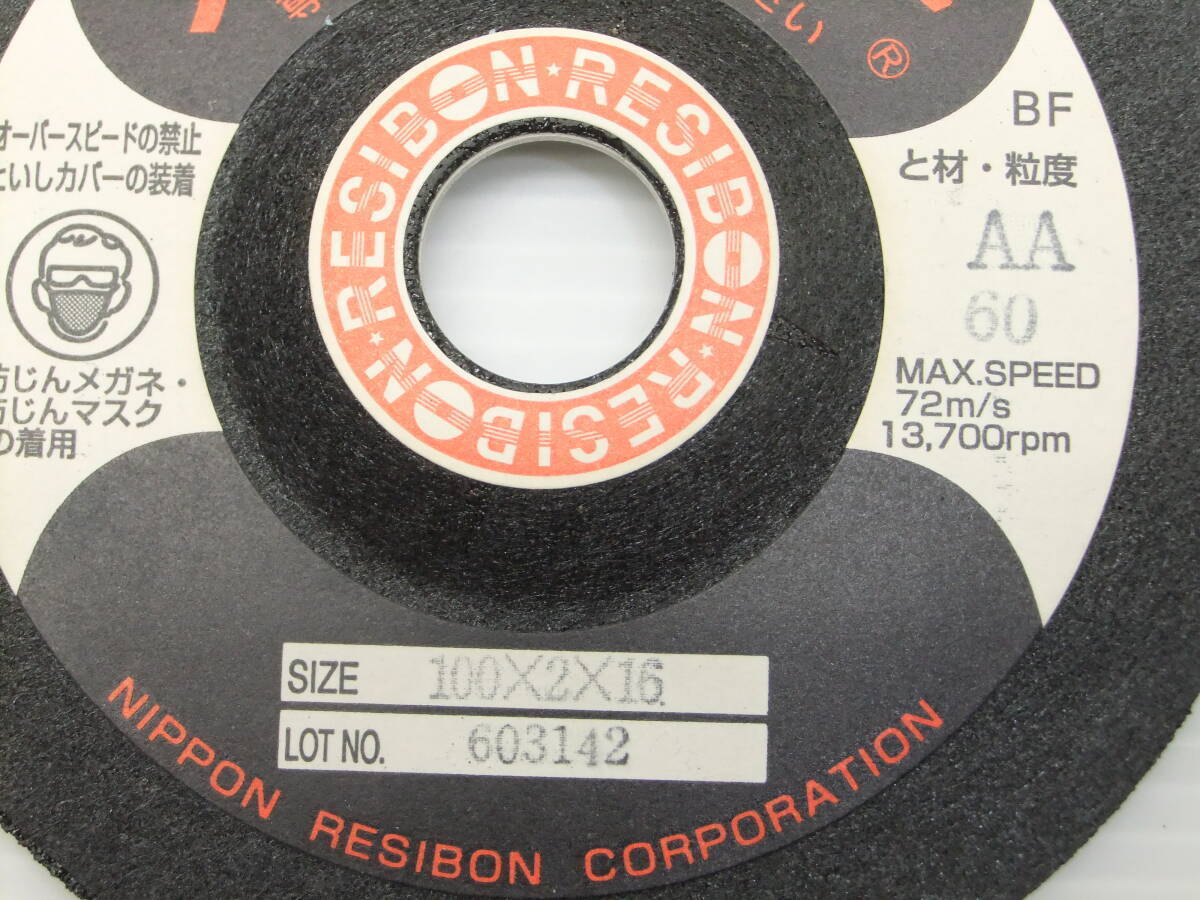 さい ®
RESIBON★RESIBON★RESIBON★RESIBON
オーバースピードの禁止
といしカバーの装着
防じんメガネ・
防じんマスク
の着用
BF
と材・粒度
AA
60
MAX.SPEED
72m/s
13,700rpm
SIZE 100X2X16.
LOT NO. 603142
NIPPON RESIBON CORPORATION